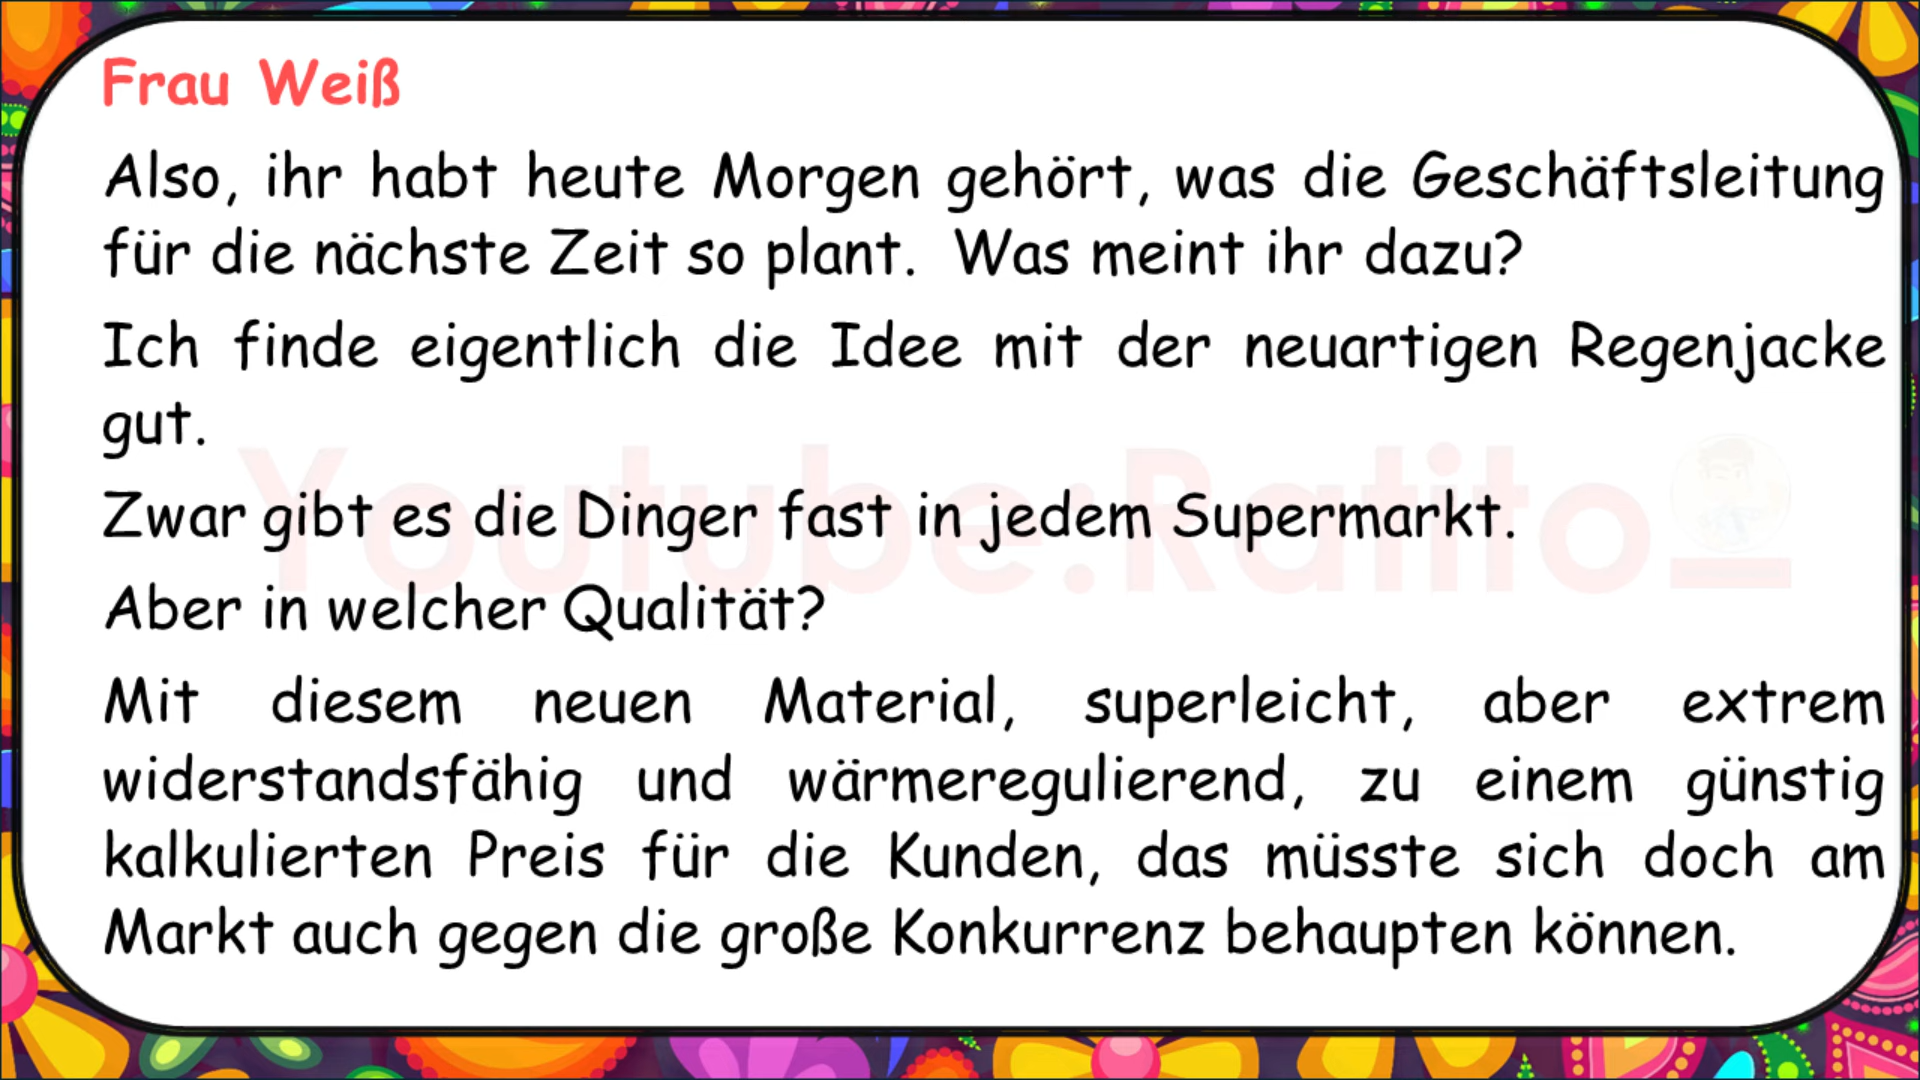 Frau Weiß
Also, ihr habt heute Morgen gehört, was die Geschäftsleitung
für die nächste Zeit so plant. Was meint ihr dazu?
Ich finde eigentlich die Idee mit der neuartigen Regenjacke
gut.
Youtube:Ratito_
Zwar gibt es die Dinger fast in jedem Supermarkt.
Aber in welcher Qualität?
Mit diesem neuen Material, superleicht, aber extrem
widerstandsfähig und wärmeregulierend, zu einem günstig
kalkulierten Preis für die Kunden, das müsste sich doch am
Markt auch gegen die große Konkurrenz behaupten können.